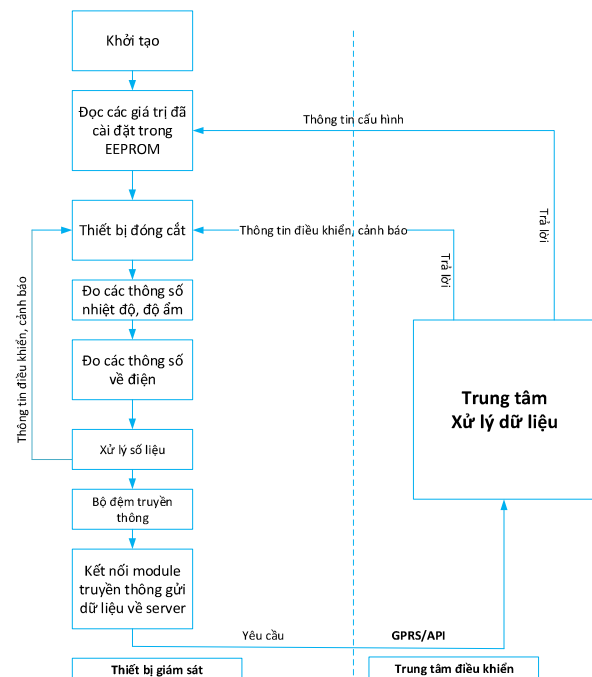 Khởi tạo
Đọc các giá trị đã
cài đặt trong
EEPROM
Thông tin cấu hình
Trả lời
Thiết bị đóng cắt
Thông tin điều khiển, cảnh báo
Trả lời
Đo các thông số
nhiệt độ, độ ẩm
Thông tin điều khiển, cảnh báo
Đo các thông số
về điện
Trung tâm
Xử lý dữ liệu
Xử lý số liệu
Bộ đệm truyền
thông
Kết nối module
truyền thông gửi
dữ liệu về server
Yêu cầu
GPRS/API
Thiết bị giám sát
Trung tâm điều khiển